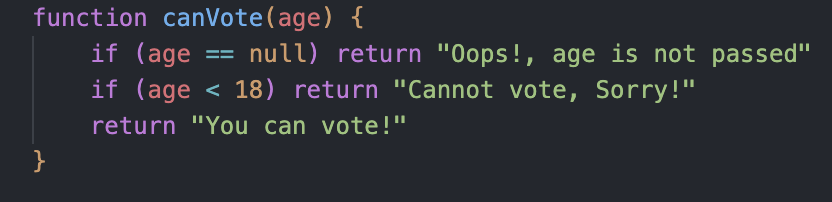 function canVote(age) {
    if (age == null) return "Oops!, age is not passed"
    if (age < 18) return "Cannot vote, Sorry!"
    return "You can vote!"
}